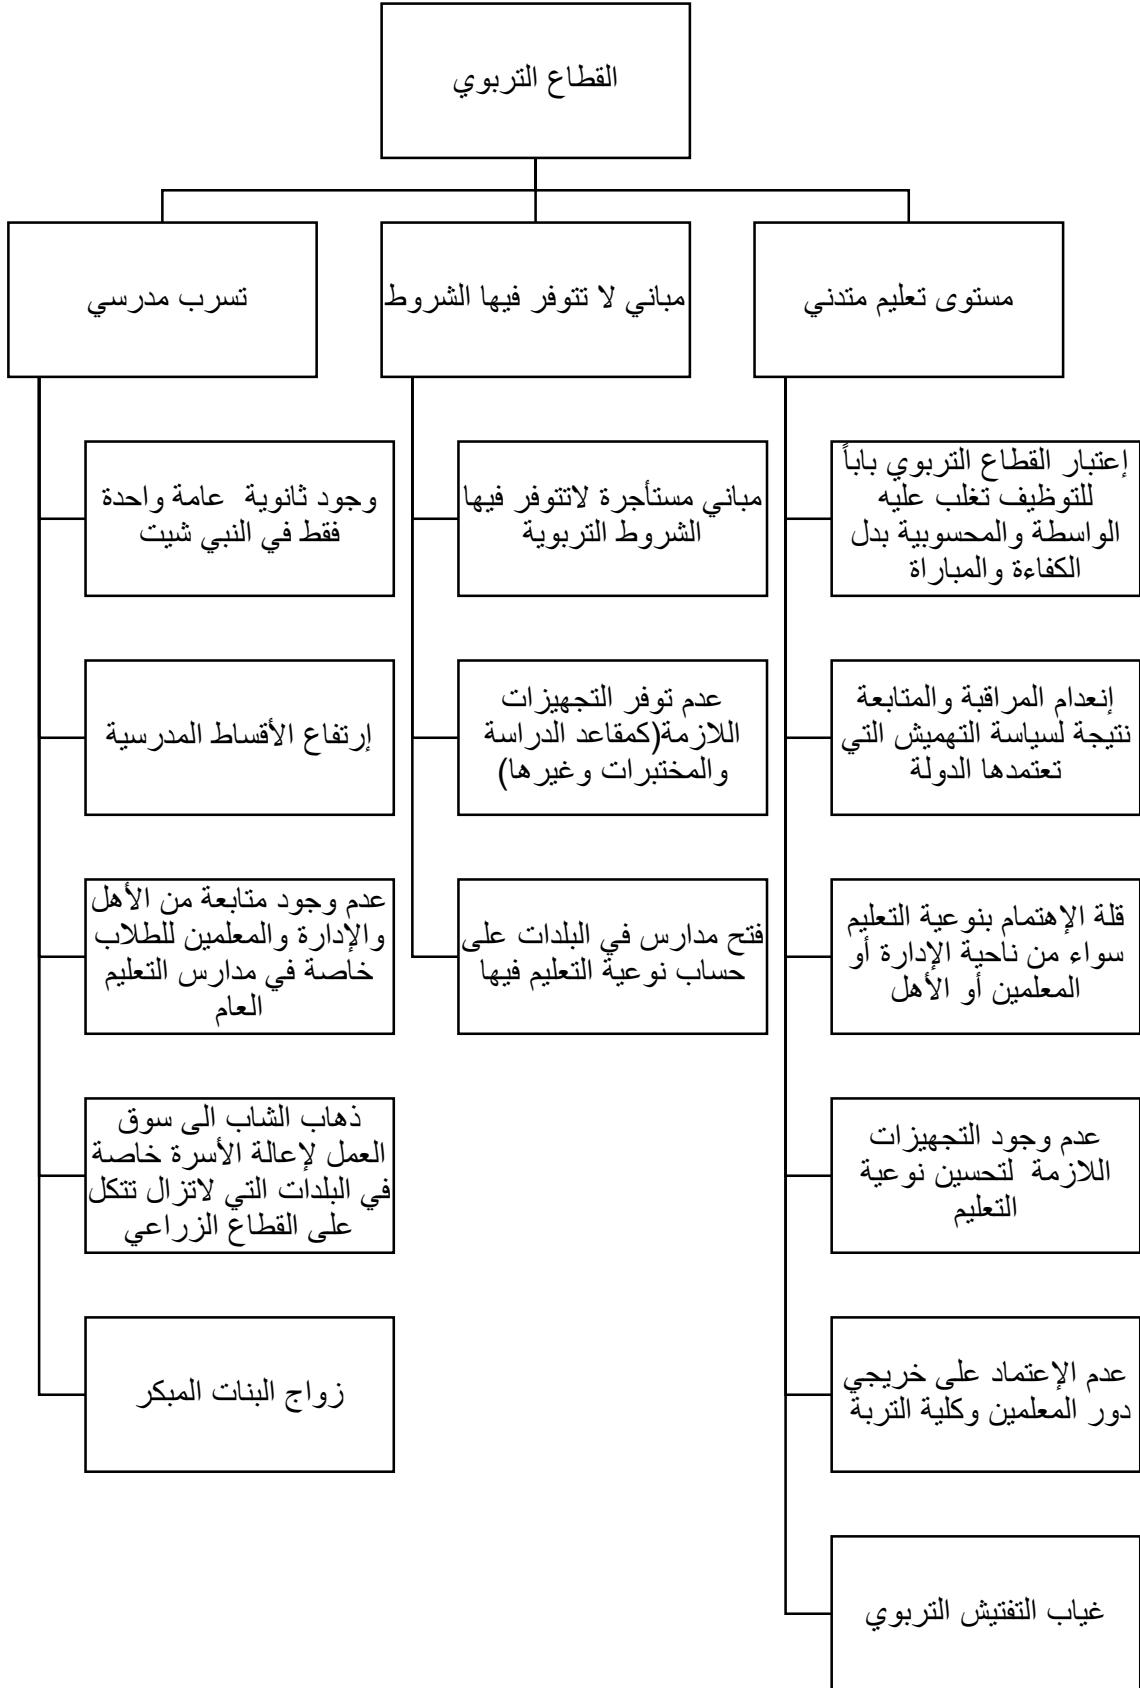 القطاع التربوي
مستوى تعليم متدني
إعتبار القطاع التربوي باباً
للتوظيف تغلب عليه
الواسطة والمحسوبية بدل
الكفاءة والمباراة
إنعدام المراقبة والمتابعة
نتيجة لسياسة التهميش التي
تعتمدها الدولة
قلة الإهتمام بنوعية التعليم
سواء من ناحية الإدارة أو
المعلمين أو الأهل
عدم وجود التجهيزات
اللازمة لتحسين نوعية
التعليم
عدم الإعتماد على خريجي
دور المعلمين وكلية التربة
غياب التفتيش التربوي
مباني لا تتوفر فيها الشروط
مباني مستأجرة لاتتوفر فيها
الشروط التربوية
عدم توفر التجهيزات
اللازمة(كمقاعد الدراسة
والمختبرات وغيرها)
فتح مدارس في البلدات على
حساب نوعية التعليم فيها
تسرب مدرسي
وجود ثانوية عامة واحدة
فقط في النبي شيت
إرتفاع الأقساط المدرسية
عدم وجود متابعة من الأهل
والإدارة والمعلمين للطلاب
خاصة في مدارس التعليم
العام
ذهاب الشاب الى سوق
العمل لإعالة الأسرة خاصة
في البلدات التي لاتزال تتكل
على القطاع الزراعي
زواج البنات المبكر